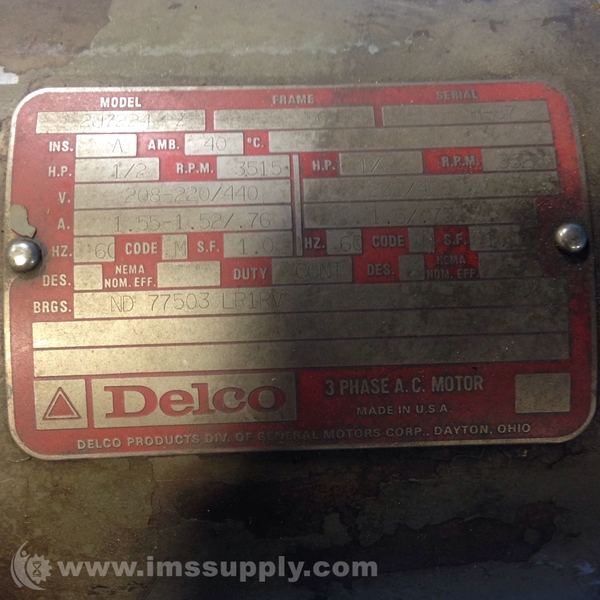 MODEL FRAME SERIAL
INS. A AMB. 40 °C.
H.P. 1/2 R.P.M. 3515 H.P. R.P.M.
V. 208-220/440
A. 1.55-1.52/.76
HZ. 60 CODE M S.F. 1.0 HZ. 60 CODE M S.F.
DES. NEMA NOM. EFF. DUTY CONT DES. NEMA NOM. EFF.
BRGS. ND 77503 LR1RV
Delco 3 PHASE A.C. MOTOR
MADE IN U.S.A.
DELCO PRODUCTS DIV. OF GENERAL MOTORS CORP., DAYTON, OHIO
www.imssupply.com